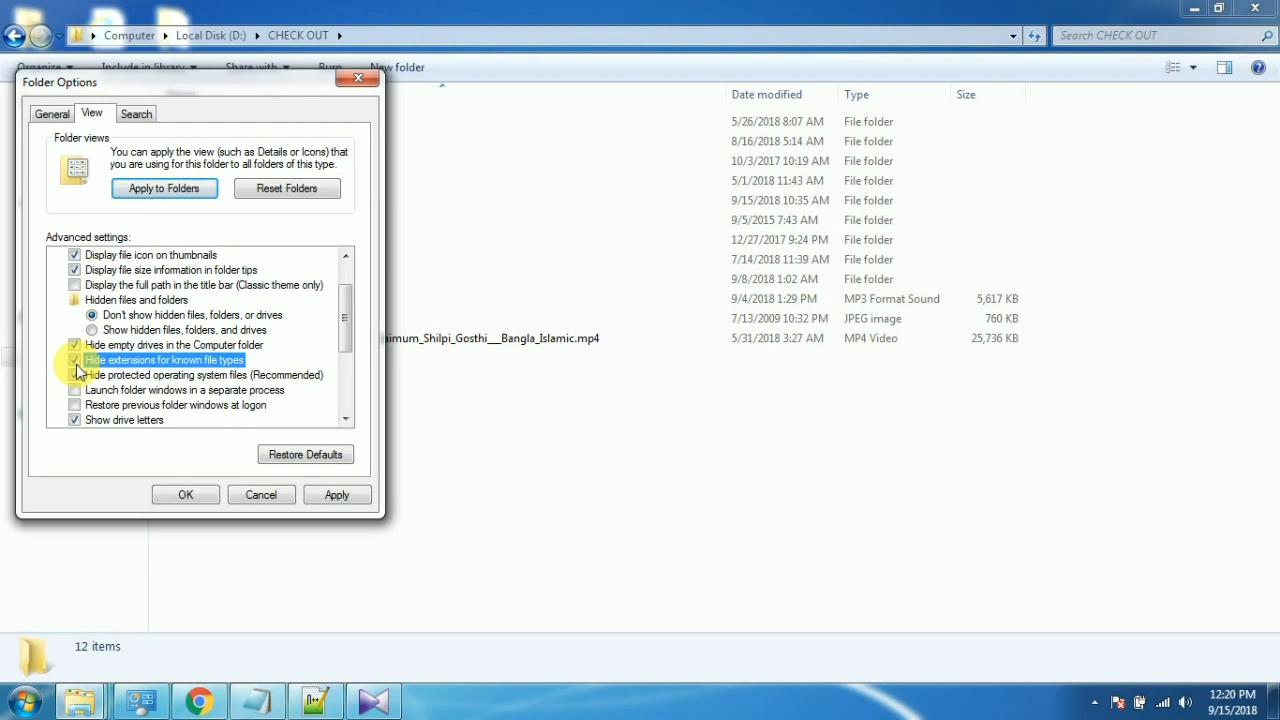 Computer Local Disk (D:) CHECK OUT
Search CHECK OUT
Organize Include in library Share with Burn New folder
Folder Options
General View Search
Folder views
You can apply the view (such as Details or Icons) that
you are using for this folder to all folders of this type.
Apply to Folders Reset Folders
Advanced settings:
Display file icon on thumbnails
Display file size information in folder tips
Display the full path in the title bar (Classic theme only)
Hidden files and folders
Don't show hidden files, folders, or drives
Show hidden files, folders, and drives
Hide empty drives in the Computer folder
Hide extensions for known file types
Hide protected operating system files (Recommended)
Launch folder windows in a separate process
Restore previous folder windows at logon
Show drive letters
Restore Defaults
OK Cancel Apply
Date modified Type Size
5/26/2018 8:07 AM File folder
8/16/2018 5:14 AM File folder
10/3/2017 10:19 AM File folder
5/1/2018 11:43 AM File folder
9/15/2018 10:35 AM File folder
9/5/2015 7:43 AM File folder
12/27/2017 9:24 PM File folder
7/14/2018 11:39 AM File folder
9/8/2018 1:02 AM File folder
9/4/2018 1:29 PM MP3 Format Sound 5,617 KB
7/13/2009 10:32 PM JPEG image 760 KB
aimum_Shilpi_Gosthi___Bangla_Islamic.mp4 5/31/2018 3:27 AM MP4 Video 25,736 KB
12 items
12:20 PM
9/15/2018